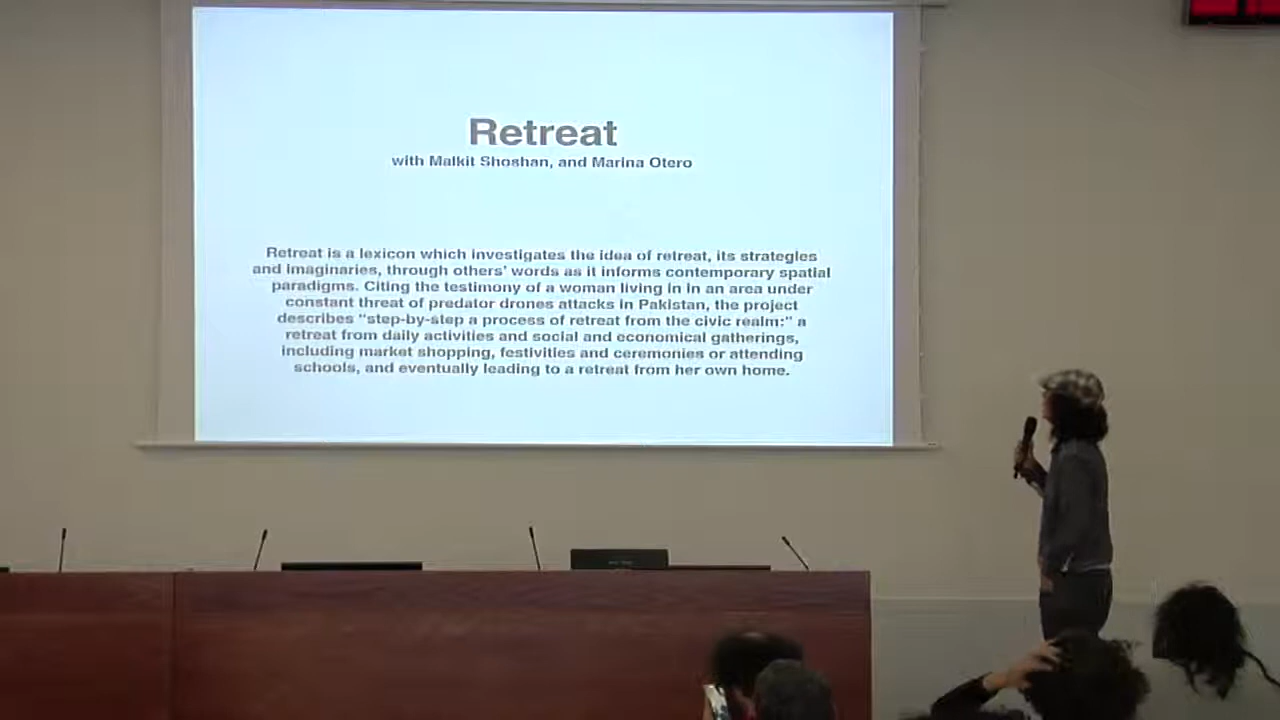 Retreat
with Malkit Shoshan, and Marina Otero
Retreat is a lexicon which investigates the idea of retreat, its strategies
and imaginaries, through others' words as it informs contemporary spatial
paradigms. Citing the testimony of a woman living in in an area under
constant threat of predator drones attacks in Pakistan, the project
describes "step-by-step a process of retreat from the civic realm:" a
retreat from daily activities and social and economical gatherings,
including market shopping, festivities and ceremonies or attending
schools, and eventually leading to a retreat from her own home.